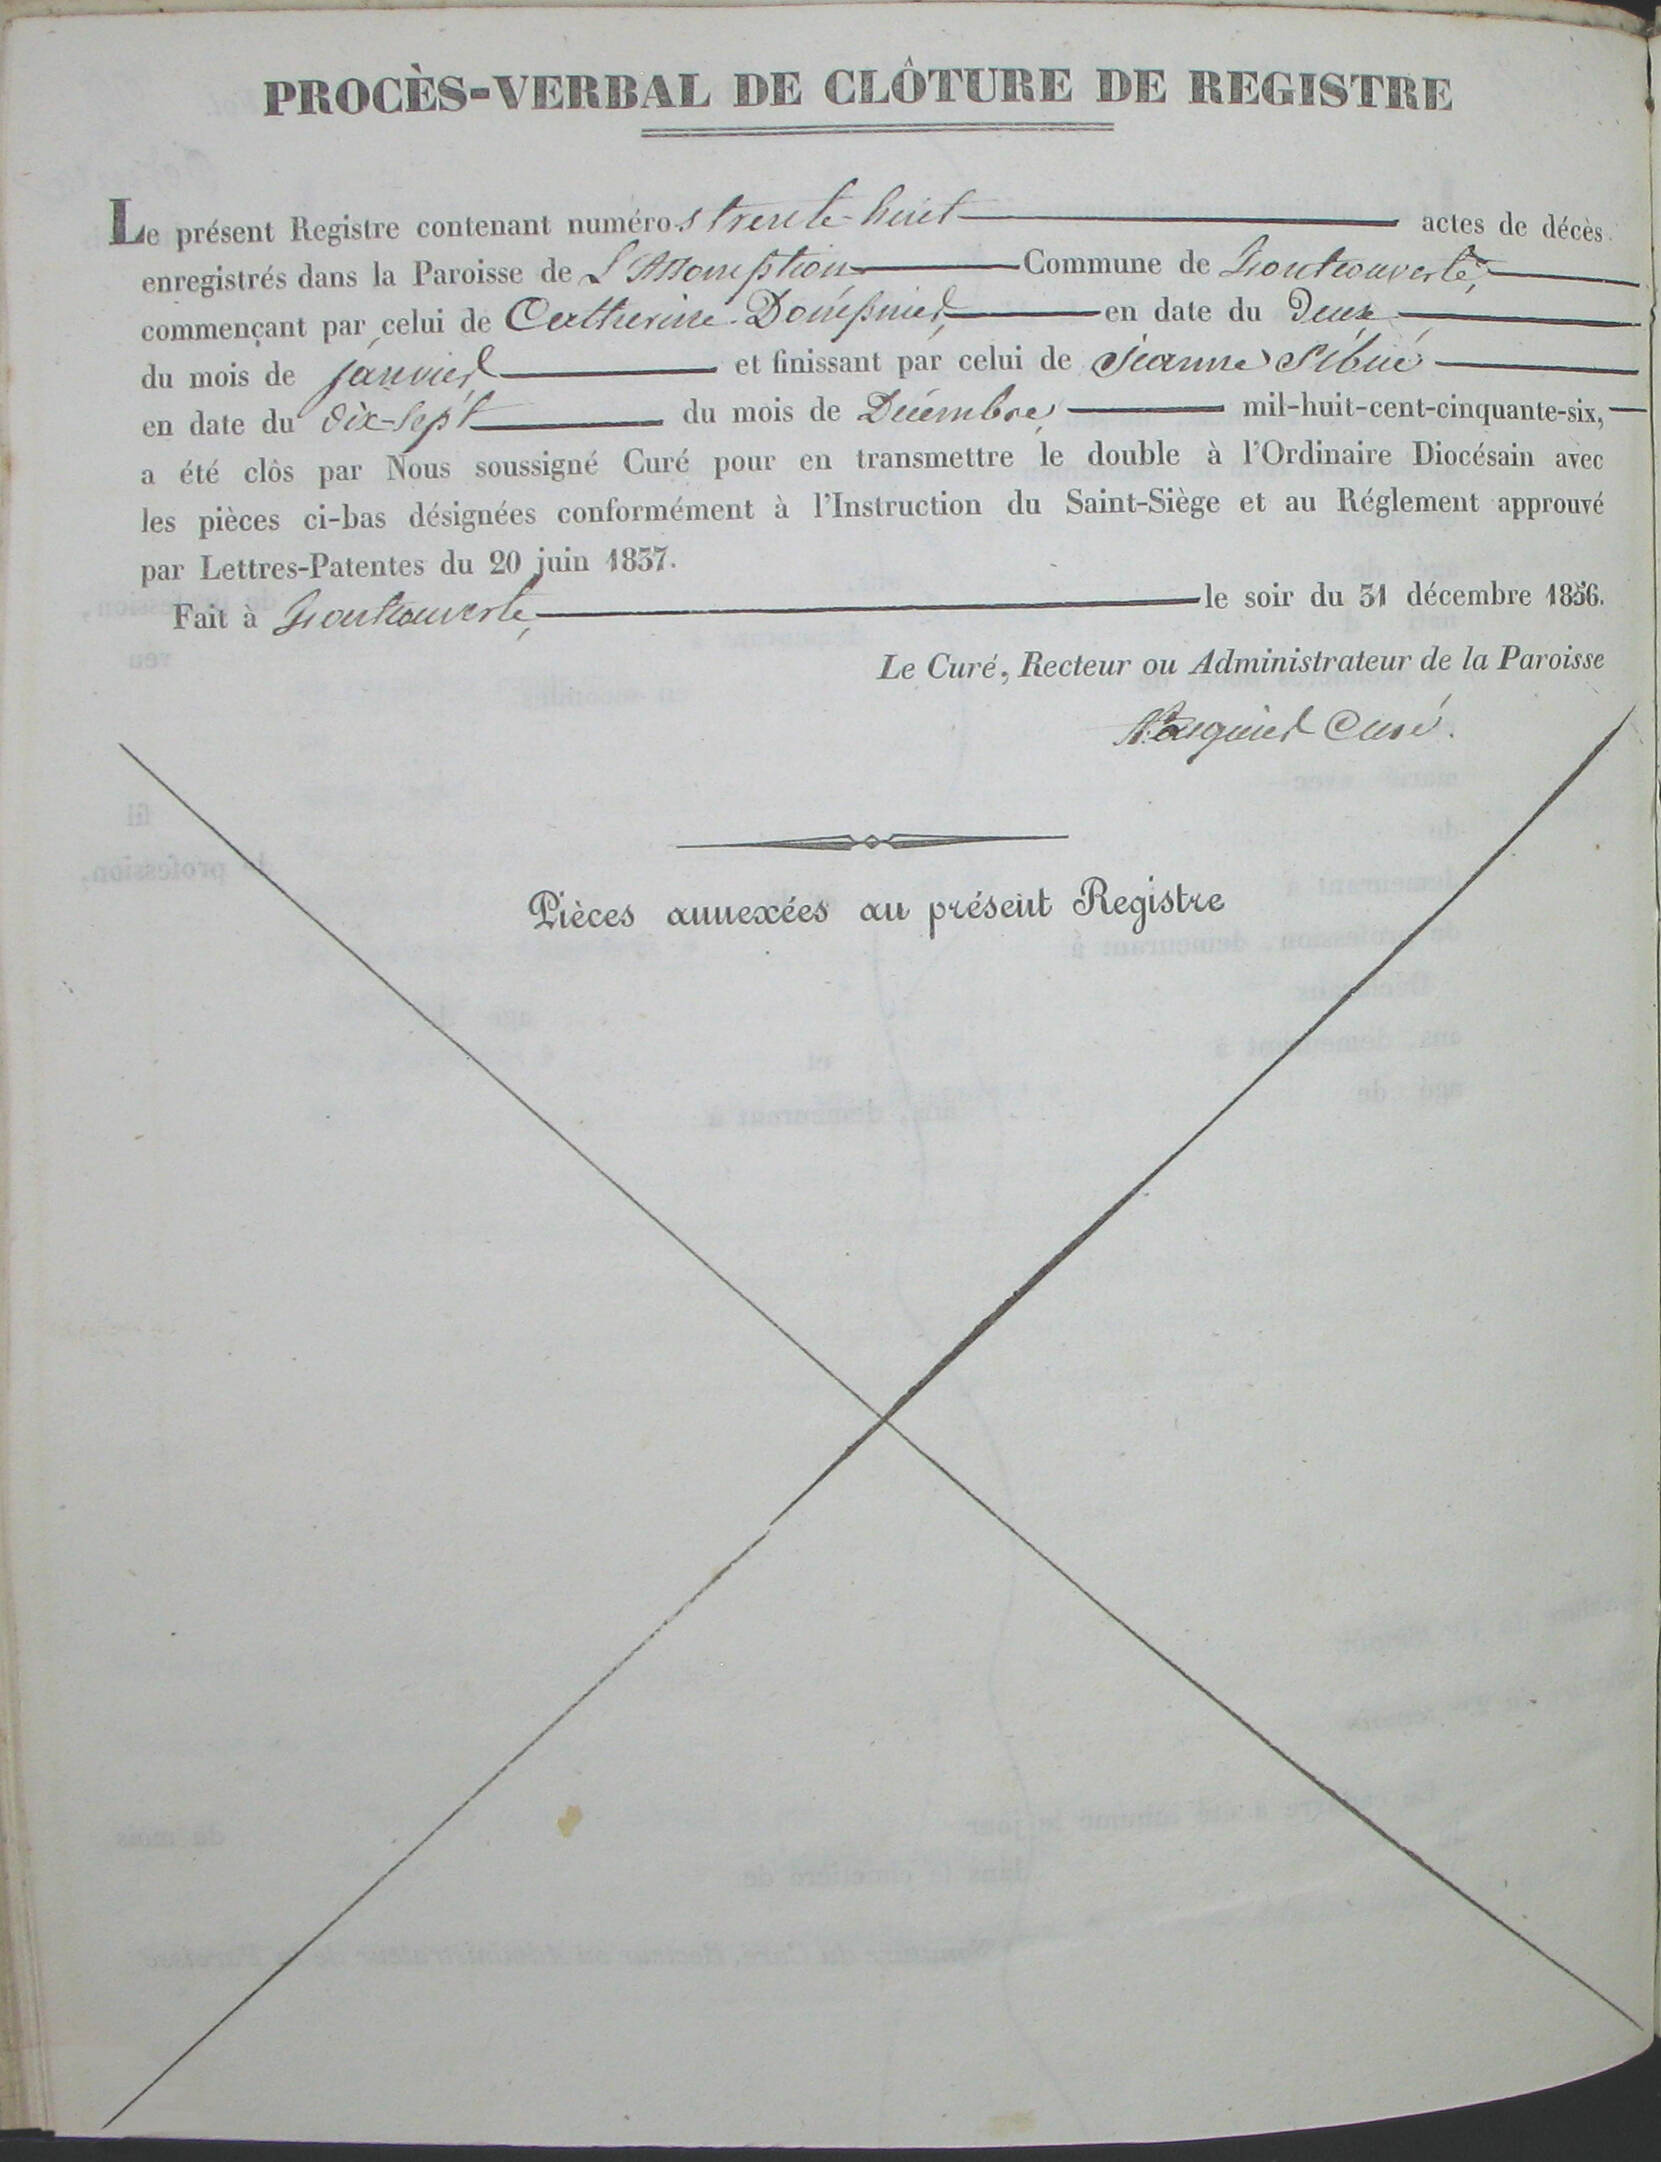 PROCÈS-VERBAL DE CLÔTURE DE REGISTRE
Le présent Registre contenant numéros trente-huit actes de décès.
enregistrés dans la Paroisse de L'Assomption Commune de Fontcouverte,
commençant par celui de Catherine Dompnier en date du Deux
du mois de janvier et finissant par celui de Jeanne Sibué
en date du dix-sept du mois de Décembre mil-huit-cent-cinquante-six,
a été clôs par Nous soussigné Curé pour en transmettre le double à l'Ordinaire Diocésain avec
les pièces ci-bas désignées conformément à l'Instruction du Saint-Siège et au Réglement approuvé
par Lettres-Patentes du 20 juin 1837.
Fait à Fontcouverte, le soir du 31 décembre 1856.
Le Curé, Recteur ou Administrateur de la Paroisse
Curé.
Pièces annexées au présent Registre